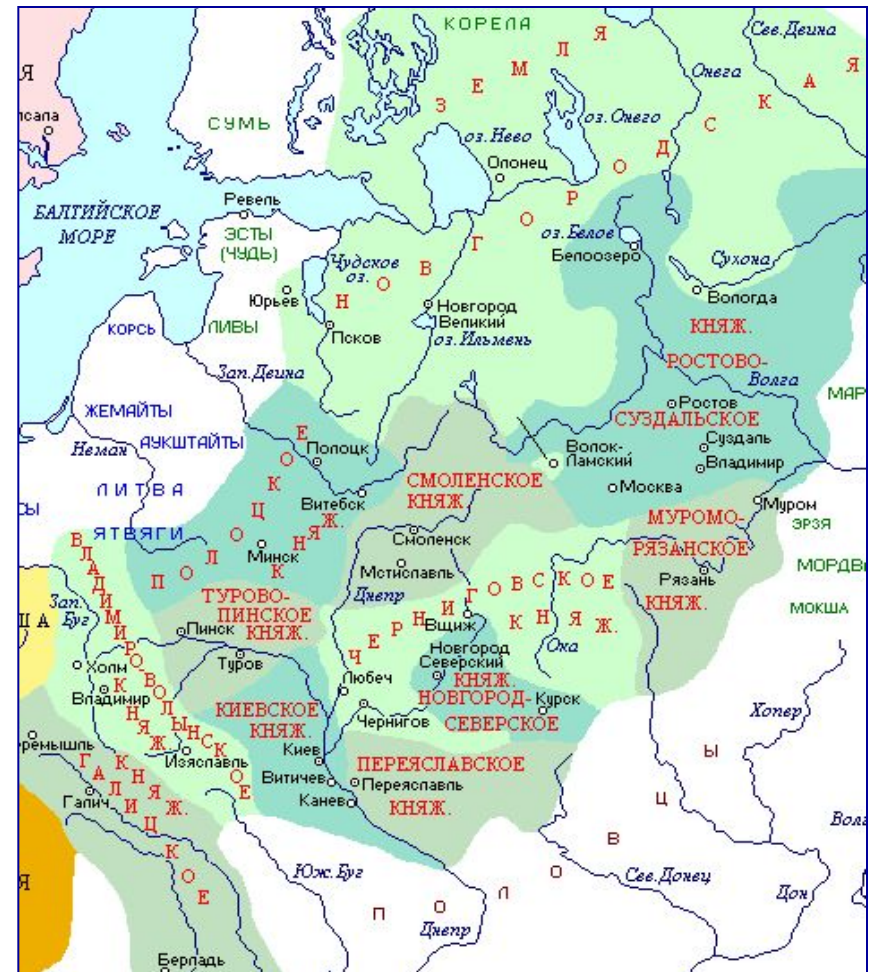 КОРЕЛА
Сев.Двина
Онега
НОВГОРОДСКАЯ ЗЕМЛЯ
СУМЬ
оз.Нево
оз.Онего
Олонец
БАЛТИЙСКОЕ
МОРЕ
Ревель
ЭСТЫ
(ЧУДЬ)
Чудское
оз.
оз.Белое
Белоозеро
Сухона
Юрьев
Вологда
КОРСЬ
ЛИВЫ
Псков
Новгород
Великий
оз.Ильмень
КНЯЖ.
РОСТОВО-
СУЗДАЛЬСКОЕ
Зап.Двина
Волга
МАР
ЖЕМАЙТЫ
Ростов
Суздаль
Владимир
АУКШТАЙТЫ
Неман
Полоцк
Волок-
Ламский
Москва
ЛИТВА
Витебск
СМОЛЕНСКОЕ
КНЯЖ.
ПОЛОЦКОЕ
КНЯЖ.
Муром
МУРОМО-
РЯЗАНСКОЕ
КНЯЖ.
ЭРЗЯ
ЯТВЯГИ
Минск
Смоленск
Мстиславль
Рязань
МОРДВ
МОКША
ТУРОВО-
ПИНСКОЕ
КНЯЖ.
Днепр
ЧЕРНИГОВСКОЕ
КНЯЖ.
Зап.
Буг
Пинск
Туров
Вщиж
Ока
Новгород
Северский
ВЛАДИМИРОВОЛЫНСКОЕ
КНЯЖ.
Холм
Владимир
Любеч
КНЯЖ.
НОВГОРОД-
СЕВЕРСКОЕ
Курск
Хопер
КИЕВСКОЕ
КНЯЖ.
Чернигов
ремышль
Изяславль
Киев
Витичев
Канев
ПЕРЕЯСЛАВСКОЕ
КНЯЖ.
Переяславль
ГАЛИЦКОЕ
КНЯЖ.
Галич
ПОЛОВЦЫ
Юж.Буг
Сев.Донец
Дон
Днепр
Берладь